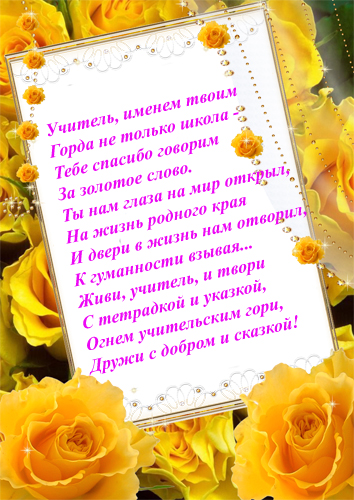 Учитель, именем твоим
Горда не только школа -
Тебе спасибо говорим
За золотое слово.
Ты нам глаза на мир открыл,
На жизнь родного края
И двери в жизнь нам отворил,
К гуманности взывая...
Живи, учитель, и твори
С тетрадкой и указкой,
Огнем учительским гори,
Дружи с добром и сказкой!